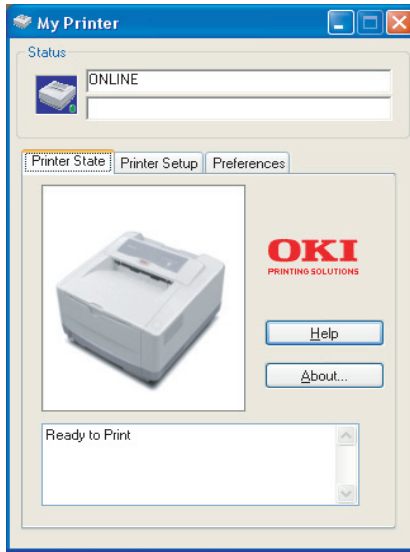 My Printer
Status
ONLINE
Printer State Printer Setup Preferences
OKI
PRINTING SOLUTIONS
Help
About...
Ready to Print